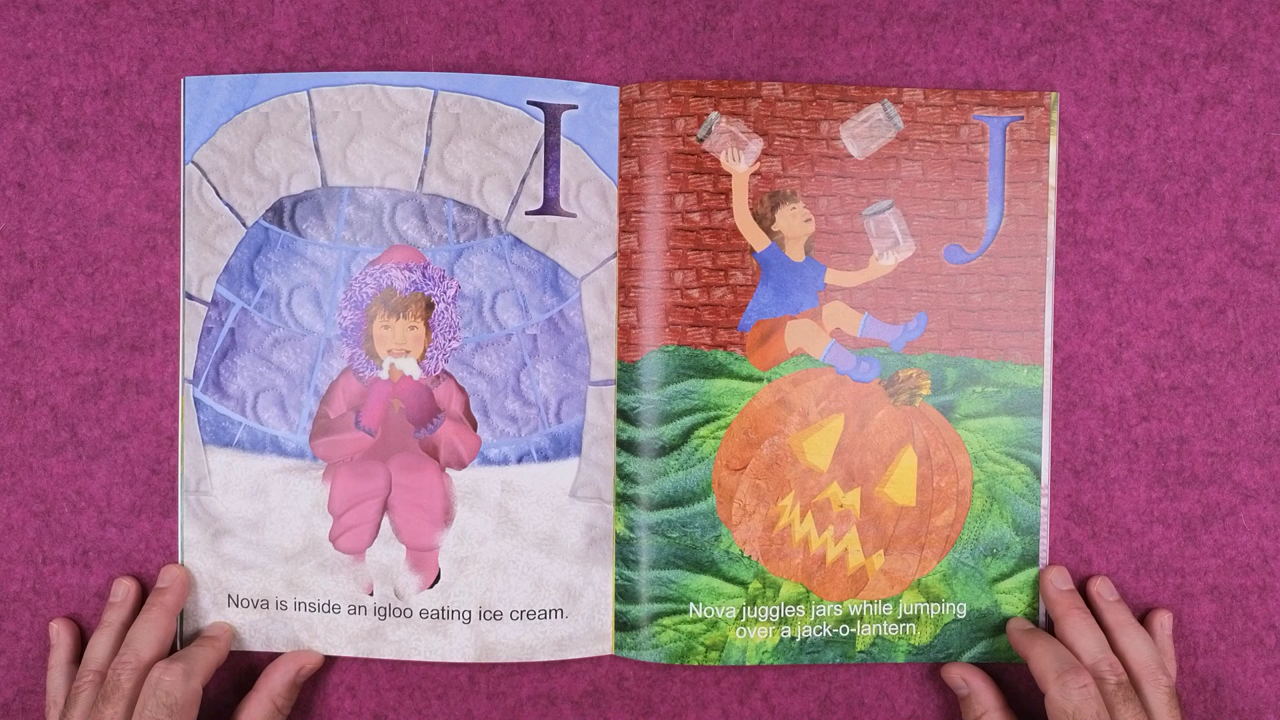 I
Nova is inside an igloo eating ice cream.
J
Nova juggles jars while jumping
over a jack-o-lantern.